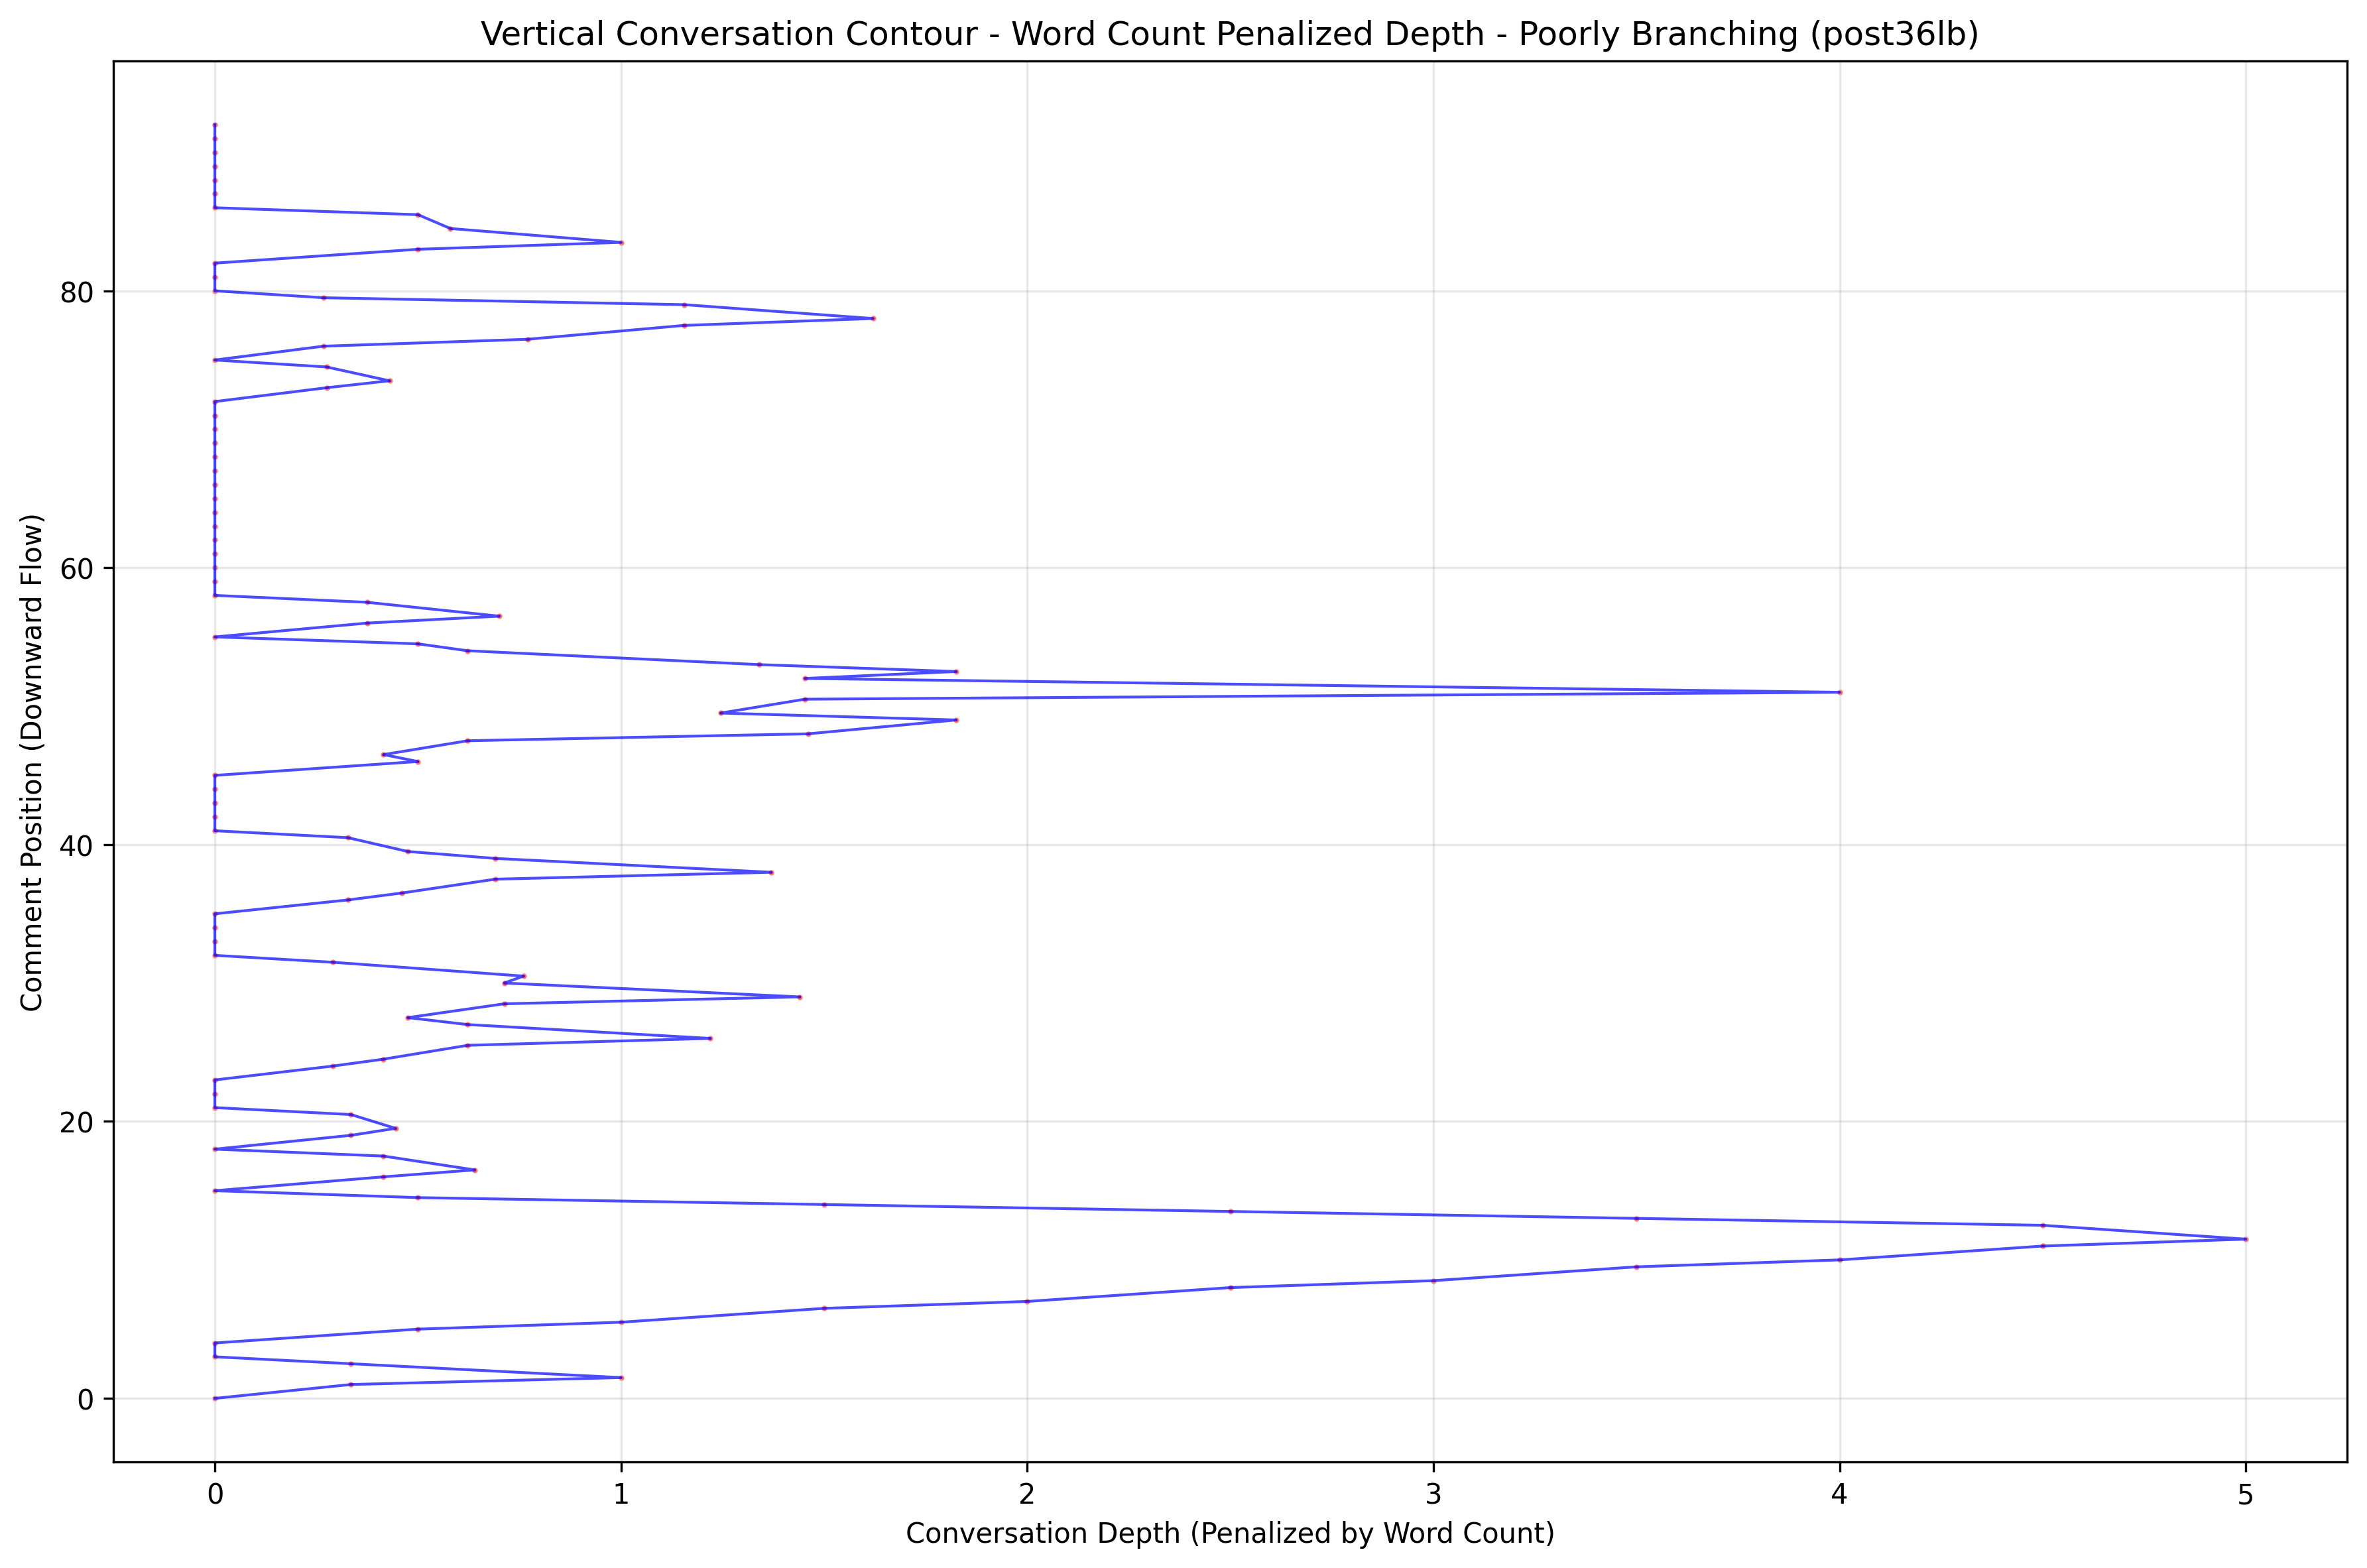 Vertical Conversation Contour - Word Count Penalized Depth - Poorly Branching (post36lb)
Comment Position (Downward Flow)
80
60
40
20
0
0 1 2 3 4 5
Conversation Depth (Penalized by Word Count)